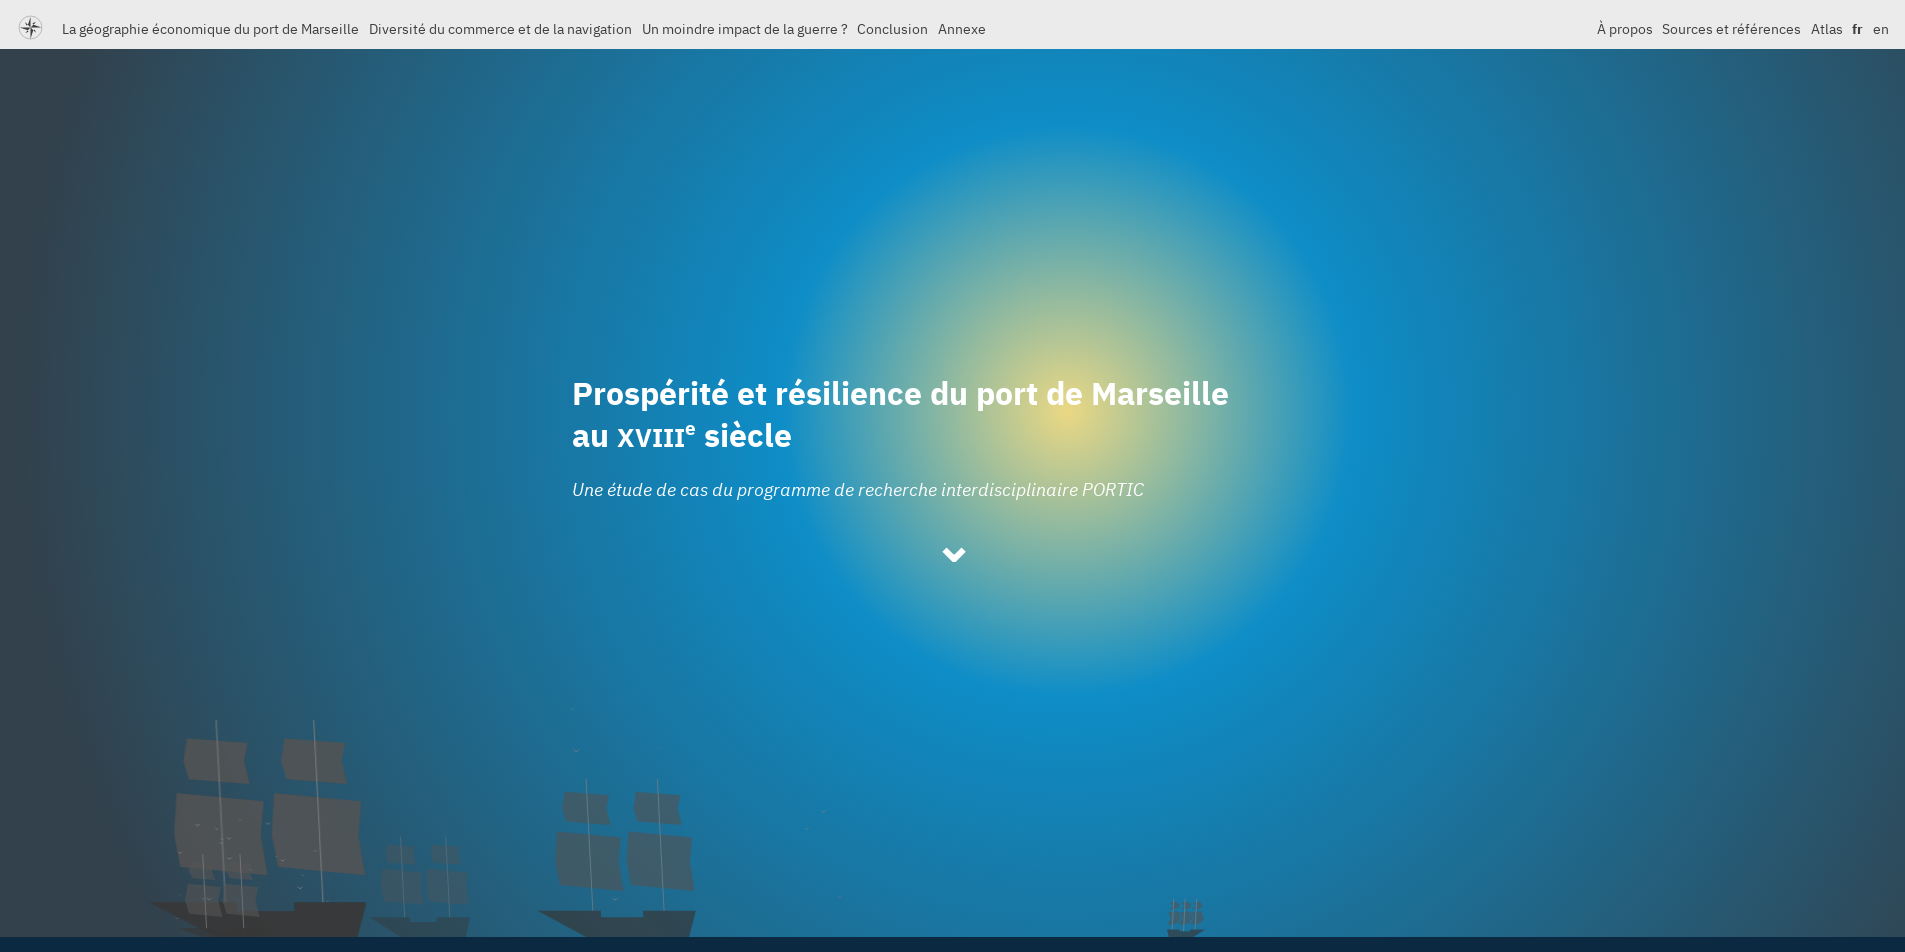 La géographie économique du port de Marseille Diversité du commerce et de la navigation Un moindre impact de la guerre ? Conclusion Annexe À propos Sources et références Atlas fr en
Prospérité et résilience du port de Marseille
au XVIIIe siècle
Une étude de cas du programme de recherche interdisciplinaire PORTIC